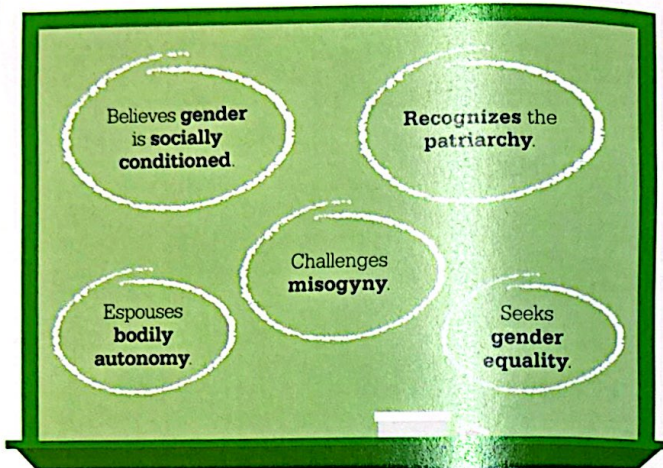 Believes gender
is socially
conditioned.
Recognizes the
patriarchy.
Challenges
misogyny.
Espouses
bodily
autonomy.
Seeks
gender
equality.